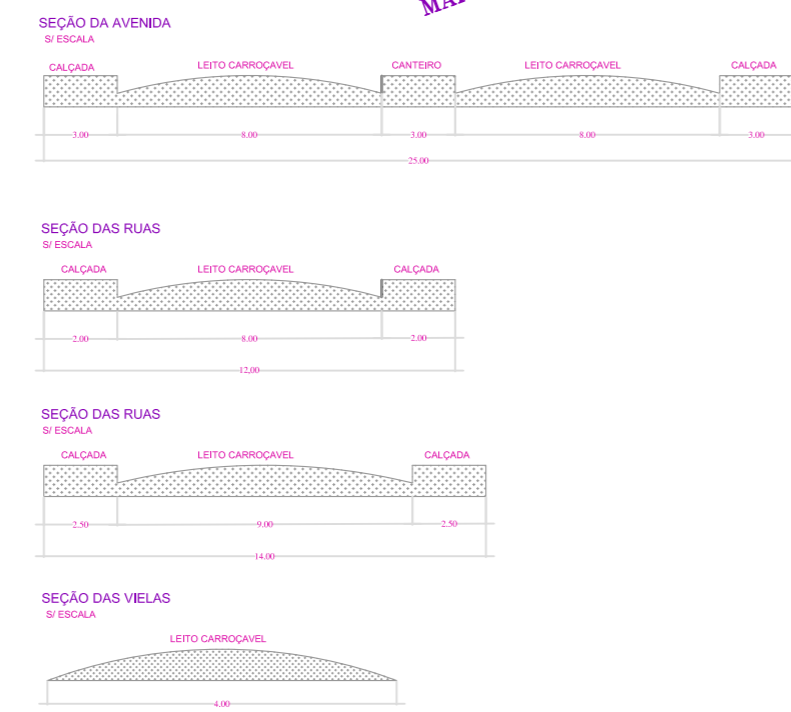 SEÇÃO DA AVENIDA
S/ ESCALA
CALÇADA LEITO CARROÇAVEL CANTEIRO LEITO CARROÇAVEL CALÇADA
3.00 8.00 3.00 8.00 3.00
25.00
SEÇÃO DAS RUAS
S/ ESCALA
CALÇADA LEITO CARROÇAVEL CALÇADA
2.00 8.00 2.00
12,00
SEÇÃO DAS RUAS
S/ ESCALA
CALÇADA LEITO CARROÇAVEL CALÇADA
2.50 9.00 2.50
14.00
SEÇÃO DAS VIELAS
S/ ESCALA
LEITO CARROÇAVEL
4.00